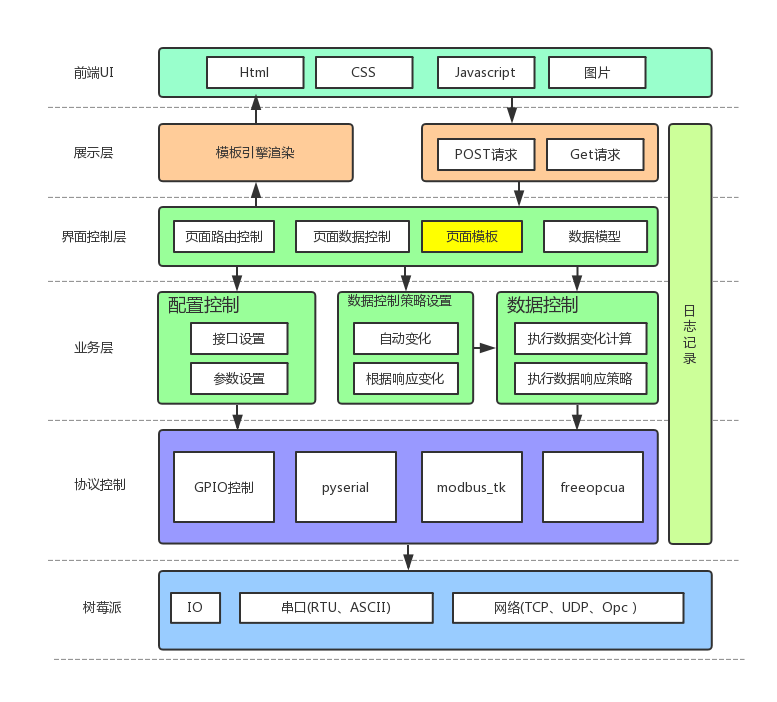 前端UI
Html
CSS
Javascript
图片
展示层
模板引擎渲染
POST请求
Get请求
界面控制层
页面路由控制
页面数据控制
页面模板
数据模型
业务层
配置控制
接口设置
参数设置
数据控制策略设置
自动变化
根据响应变化
数据控制
执行数据变化计算
执行数据响应策略
日
志
记
录
协议控制
GPIO控制
pyserial
modbus_tk
freeopcua
树莓派
IO
串口(RTU、ASCII)
网络(TCP、UDP、Opc ）